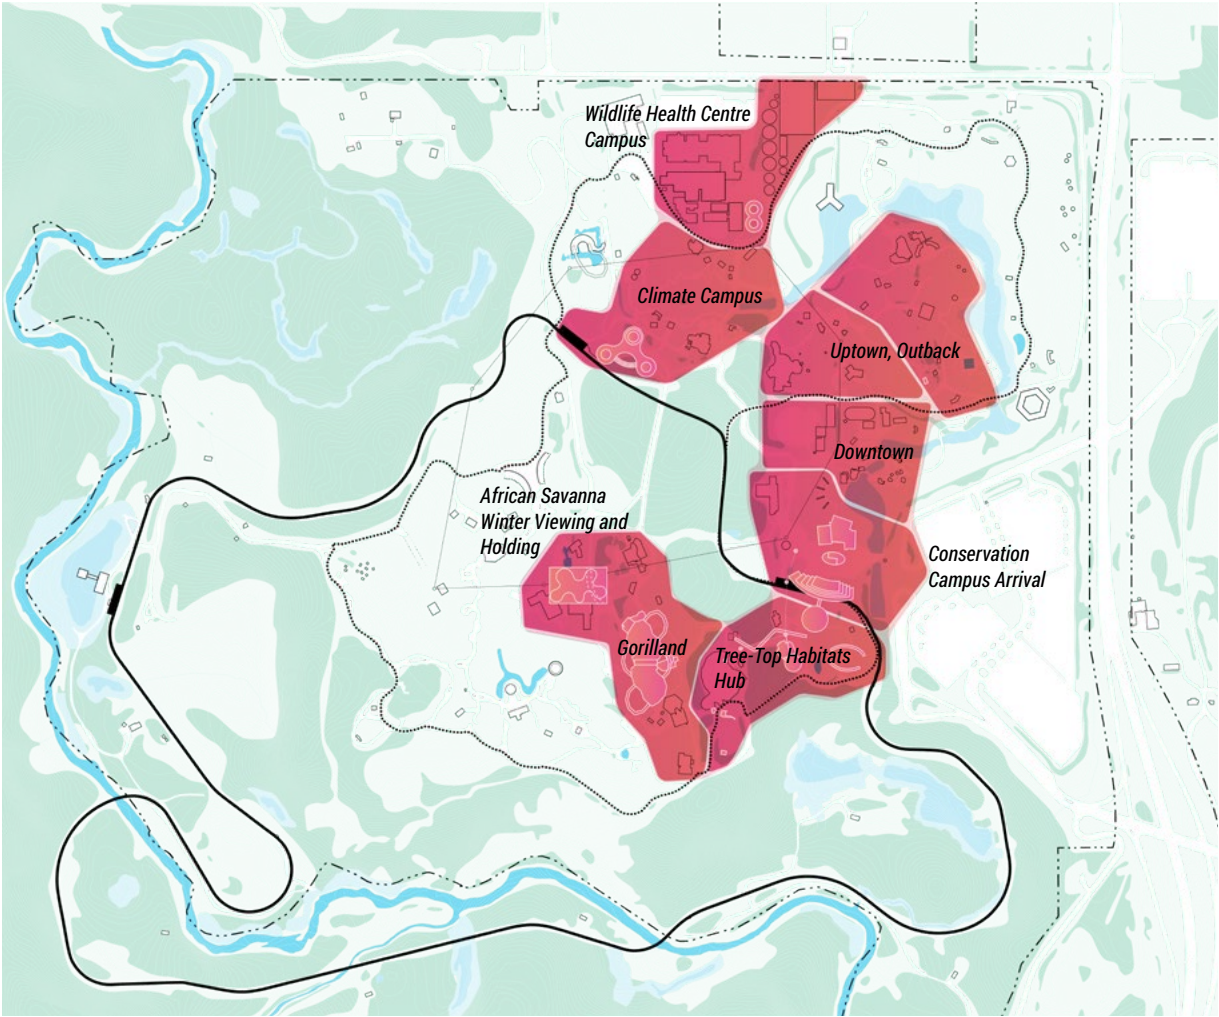 Wildlife Health Centre
Campus
Climate Campus
Uptown, Outback
Downtown
African Savanna
Winter Viewing and
Holding
Conservation
Campus Arrival
Gorilland
Tree-Top Habitats
Hub